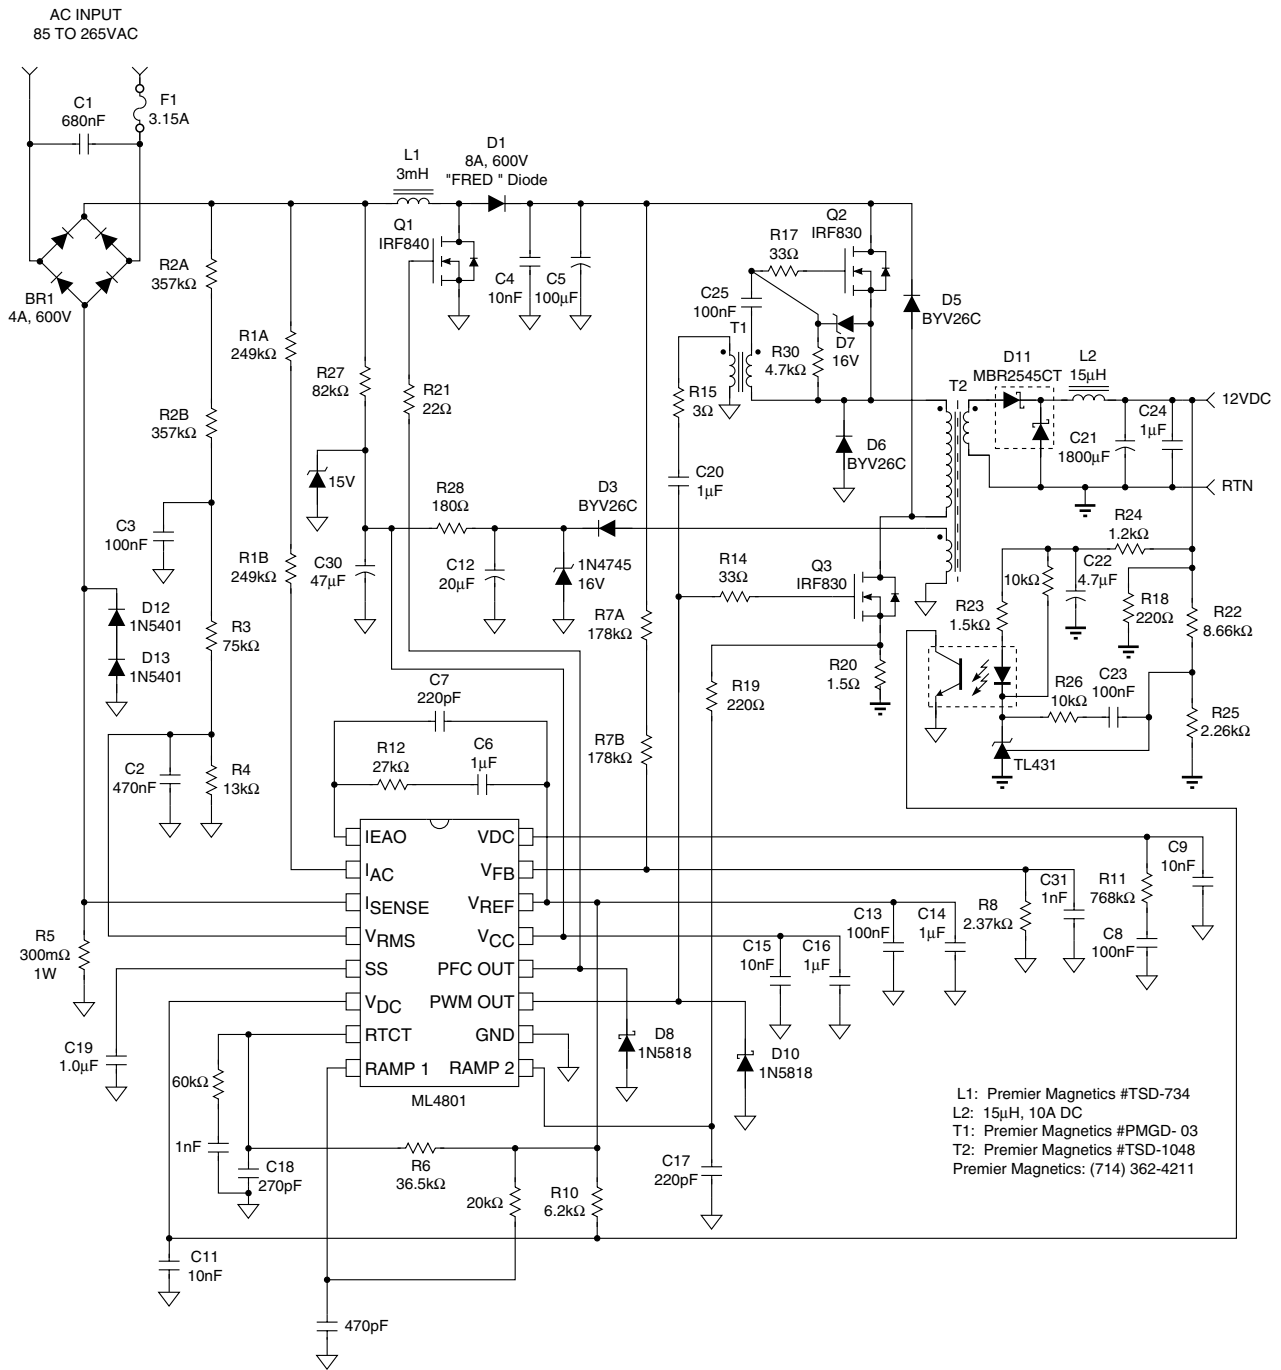 AC INPUT
85 TO 265VAC
C1
680nF
F1
3.15A
BR1
4A, 600V
R2A
357kΩ
R2B
357kΩ
R1A
249kΩ
R1B
249kΩ
C3
100nF
D12
1N5401
D13
1N5401
R3
75kΩ
C2
470nF
R4
13kΩ
R5
300mΩ
1W
C19
1.0µF
L1
3mH
D1
8A, 600V
"FRED " Diode
Q1
IRF840
C4
10nF
C5
100µF
R27
82kΩ
R21
22Ω
15V
R28
180Ω
D3
BYV26C
C30
47µF
C12
20µF
1N4745
16V
R7A
178kΩ
R7B
178kΩ
C7
220pF
R12
27kΩ
C6
1µF
R17
33Ω
Q2
IRF830
C25
100nF
T1
D7
16V
R30
4.7kΩ
R15
3Ω
C20
1µF
D6
BYV26C
D5
BYV26C
T2
D11
MBR2545CT
L2
15µH
12VDC
C21
1800µF
C24
1µF
RTN
R14
33Ω
Q3
IRF830
R20
1.5Ω
R19
220Ω
R24
1.2kΩ
C22
4.7µF
10kΩ
R23
1.5kΩ
R18
220Ω
R22
8.66kΩ
R26
10kΩ
C23
100nF
R25
2.26kΩ
TL431
IEAO
IAC
ISENSE
VRMS
SS
VDC
RTCT
RAMP 1
VDC
VFB
VREF
VCC
PFC OUT
PWM OUT
GND
RAMP 2
ML4801
C9
10nF
R11
768kΩ
C31
1nF
R8
2.37kΩ
C8
100nF
C13
100nF
C14
1µF
C15
10nF
C16
1µF
D8
1N5818
D10
1N5818
60kΩ
1nF
C18
270pF
R6
36.5kΩ
20kΩ
R10
6.2kΩ
C17
220pF
C11
10nF
470pF
L1: Premier Magnetics #TSD-734
L2: 15µH, 10A DC
T1: Premier Magnetics #PMGD- 03
T2: Premier Magnetics #TSD-1048
Premier Magnetics: (714) 362-4211